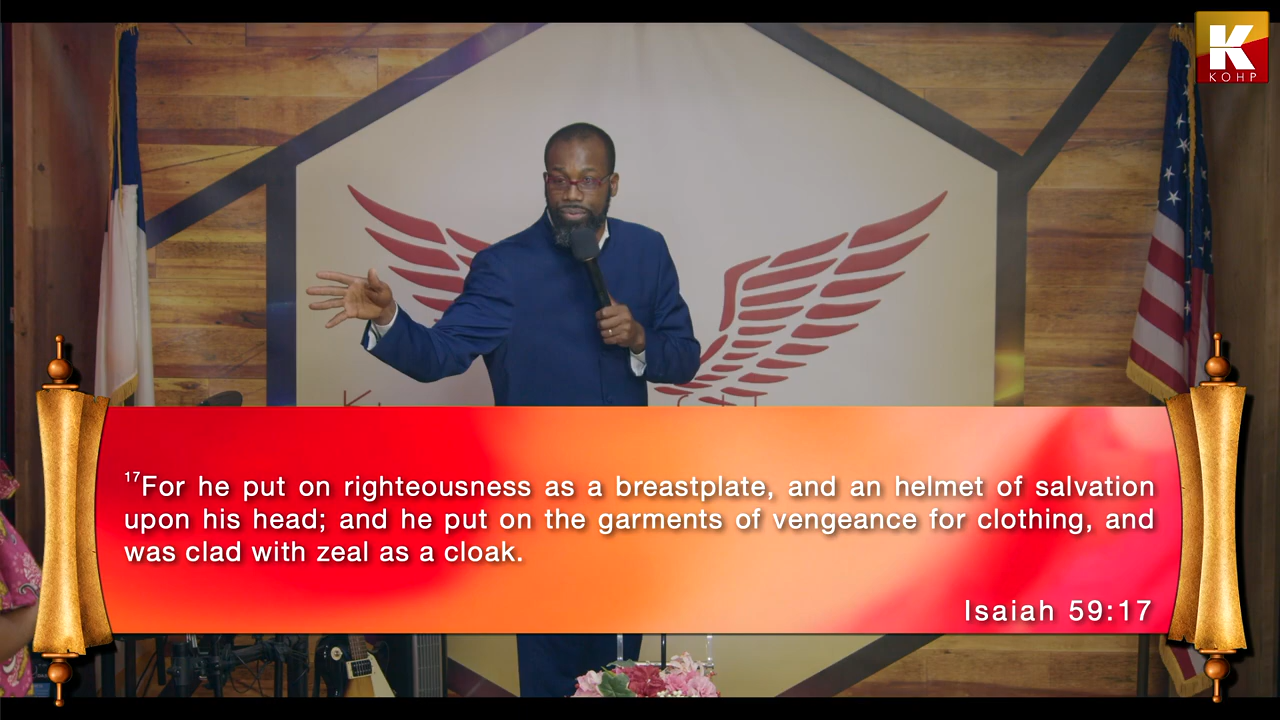 K
KOHP
¹⁷For he put on righteousness as a breastplate, and an helmet of salvation
upon his head; and he put on the garments of vengeance for clothing, and
was clad with zeal as a cloak.
Isaiah 59:17